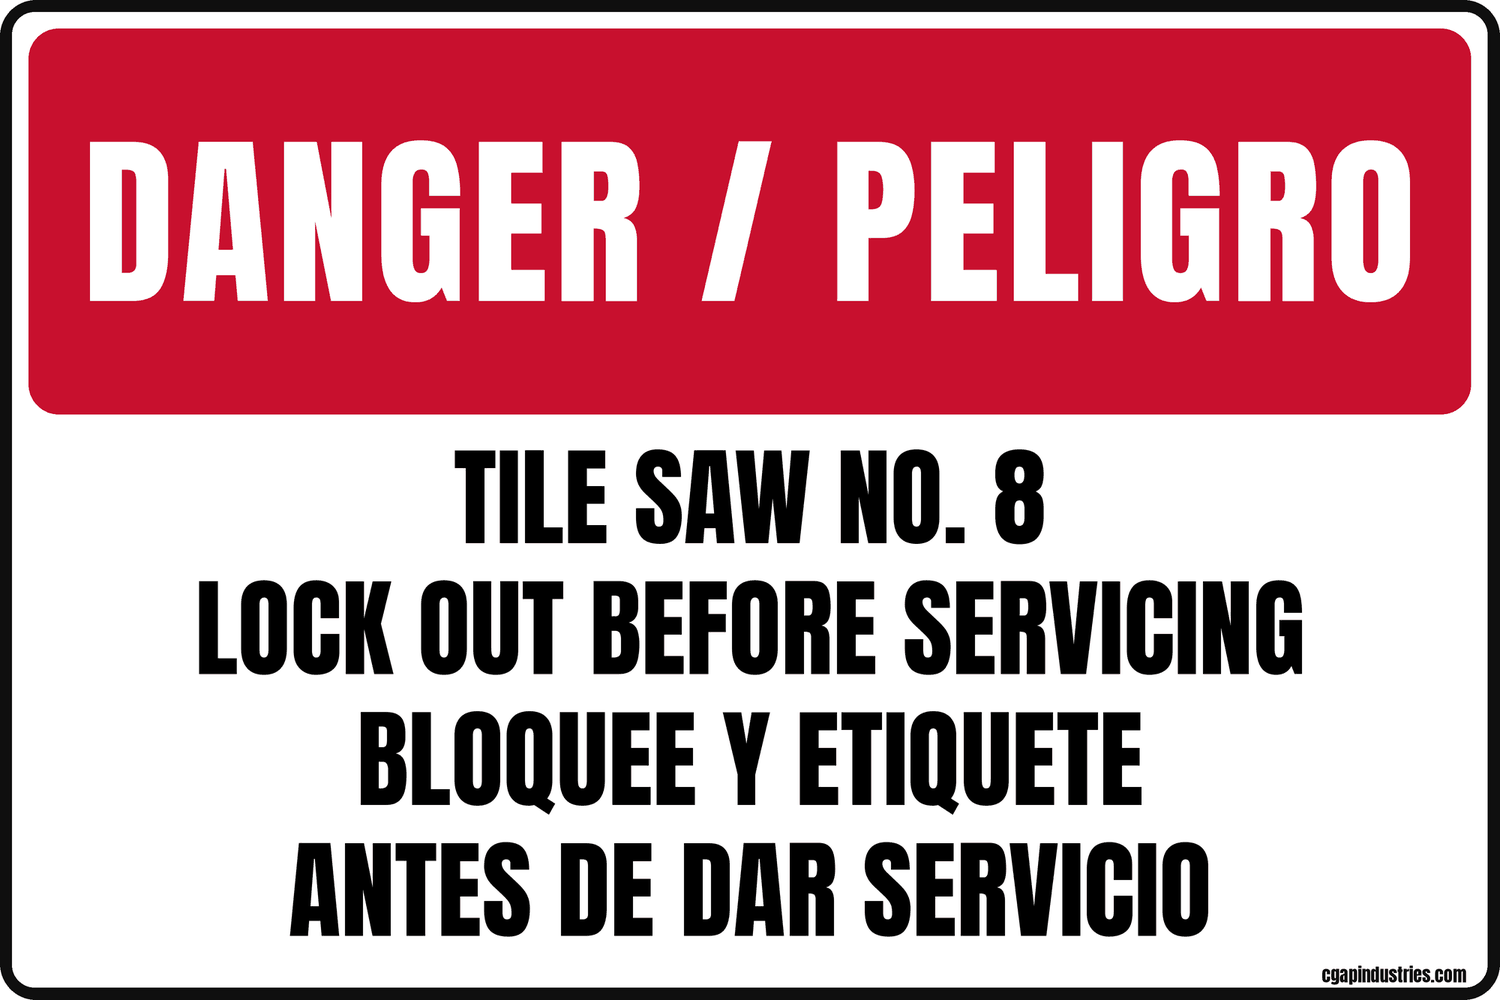 DANGER / PELIGRO
TILE SAW NO. 8
LOCK OUT BEFORE SERVICING
BLOQUEE Y ETIQUETE
ANTES DE DAR SERVICIO
cgapindustries.com